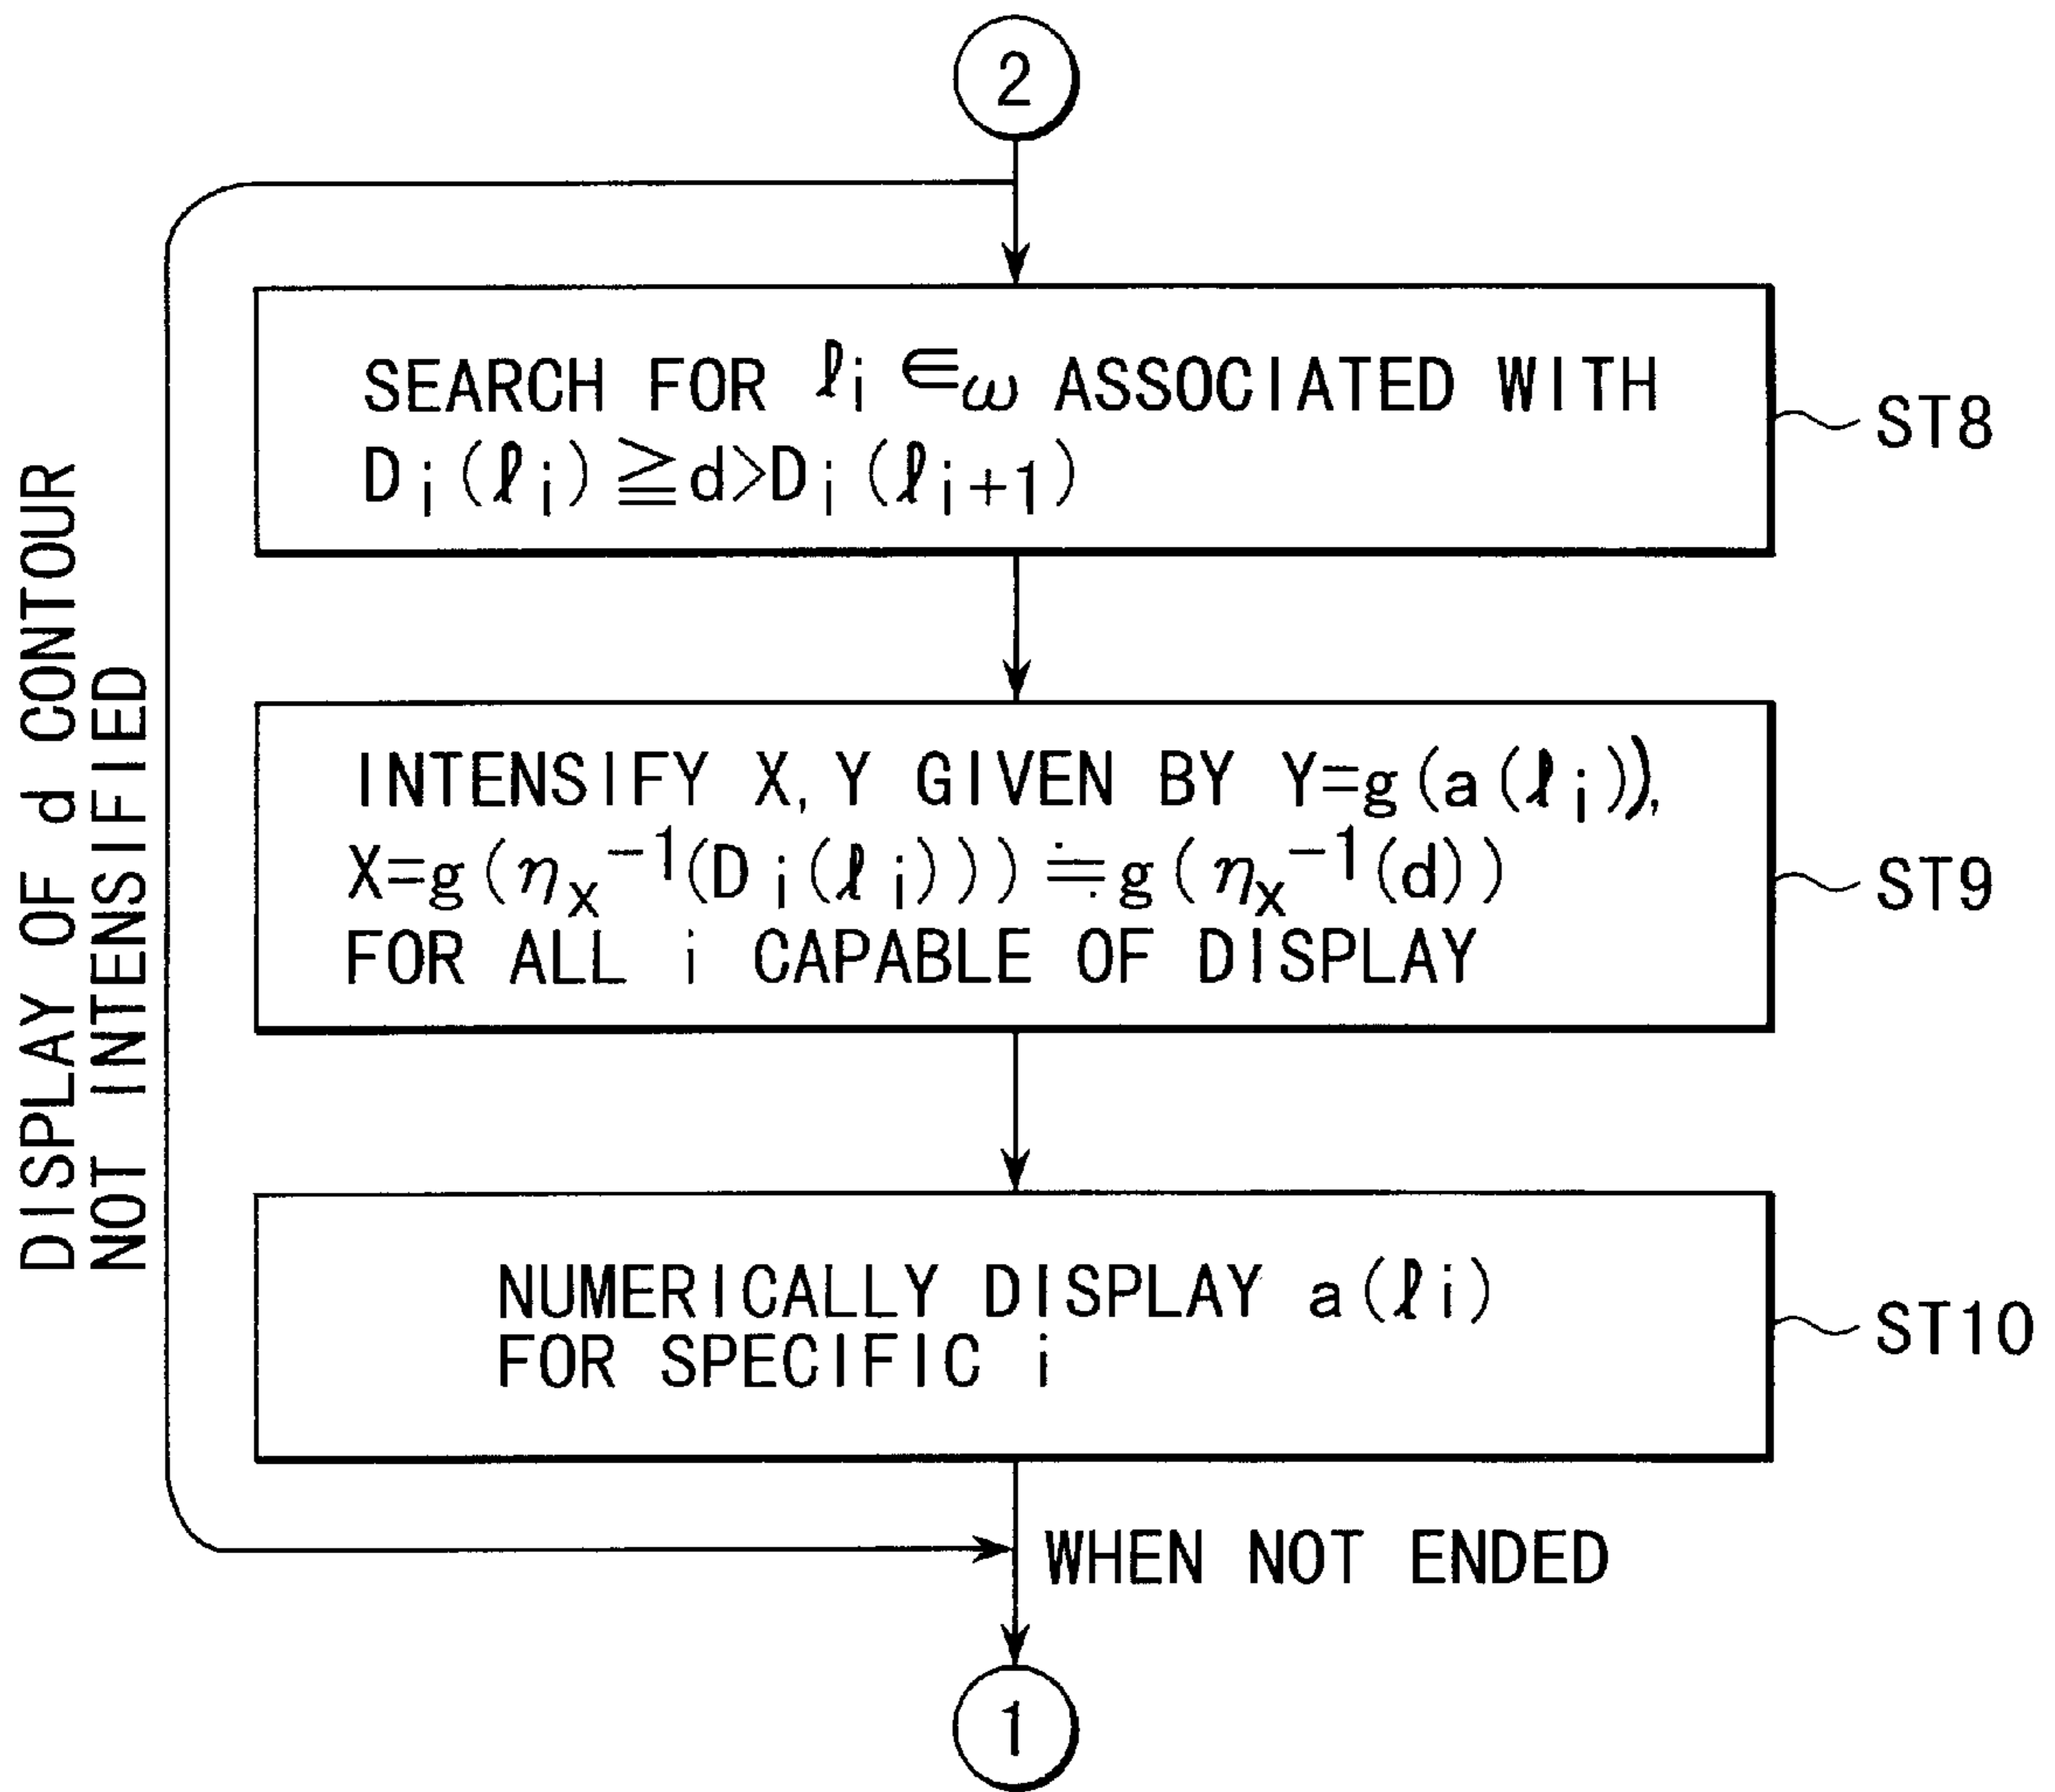 2
SEARCH FOR ℓi ∈ω ASSOCIATED WITH
Di(ℓi)≧d>Di(ℓi+1)
ST8
DISPLAY OF d CONTOUR
NOT INTENSIFIED
INTENSIFY X,Y GIVEN BY Y=g(a(ℓi)),
X=g(ηx⁻¹(Di(ℓi)))≒g(ηx⁻¹(d))
FOR ALL i CAPABLE OF DISPLAY
ST9
NUMERICALLY DISPLAY a(ℓi)
FOR SPECIFIC i
ST10
WHEN NOT ENDED
1